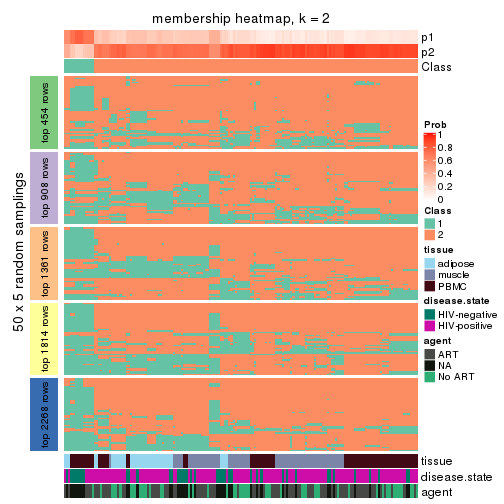 membership heatmap, k = 2
p1
p2
Class
50 x 5 random samplings
top 454 rows
top 908 rows
top 1361 rows
top 1814 rows
top 2268 rows
tissue
disease.state
agent
Prob
1
0.8
0.6
0.4
0.2
0
Class
1
2
tissue
adipose
muscle
PBMC
disease.state
HIV-negative
HIV-positive
agent
ART
NA
No ART